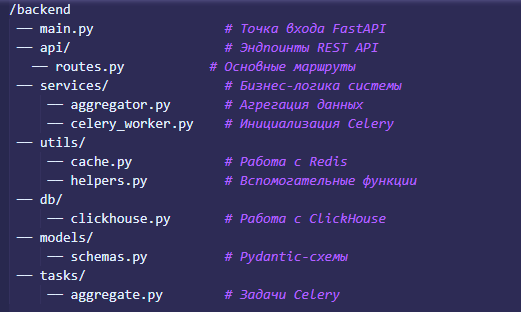 /backend
── main.py # Точка входа FastAPI
── api/ # Эндпоинты REST API
── routes.py # Основные маршруты
── services/ # Бизнес-логика системы
── aggregator.py # Агрегация данных
── celery_worker.py # Инициализация Celery
── utils/
── cache.py # Работа с Redis
── helpers.py # Вспомогательные функции
── db/
── clickhouse.py # Работа с ClickHouse
── models/
── schemas.py # Pydantic-схемы
── tasks/
── aggregate.py # Задачи Celery